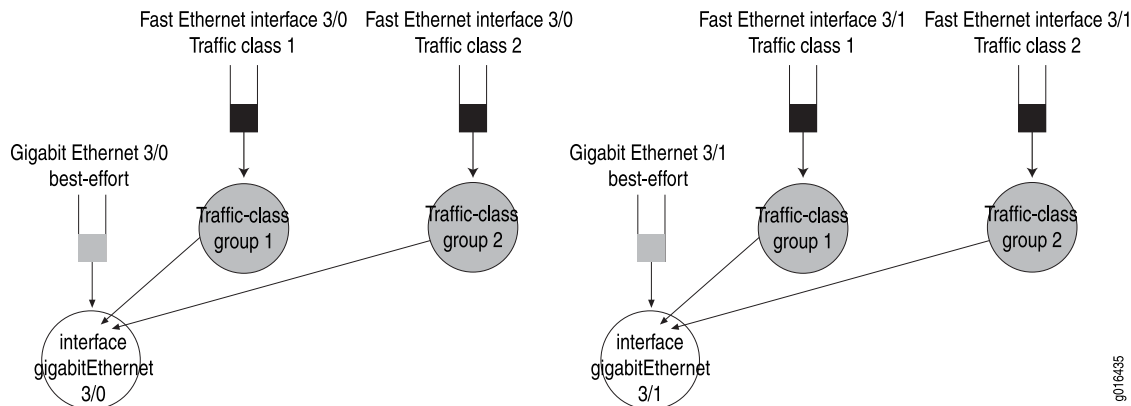 Fast Ethernet interface 3/0
Traffic class 1
Fast Ethernet interface 3/0
Traffic class 2
Fast Ethernet interface 3/1
Traffic class 1
Fast Ethernet interface 3/1
Traffic class 2
Gigabit Ethernet 3/0
best-effort
Traffic-class
group 1
Traffic-class
group 2
Gigabit Ethernet 3/1
best-effort
Traffic-class
group 1
Traffic-class
group 2
interface
gigabitEthernet
3/0
interface
gigabitEthernet
3/1
g016435